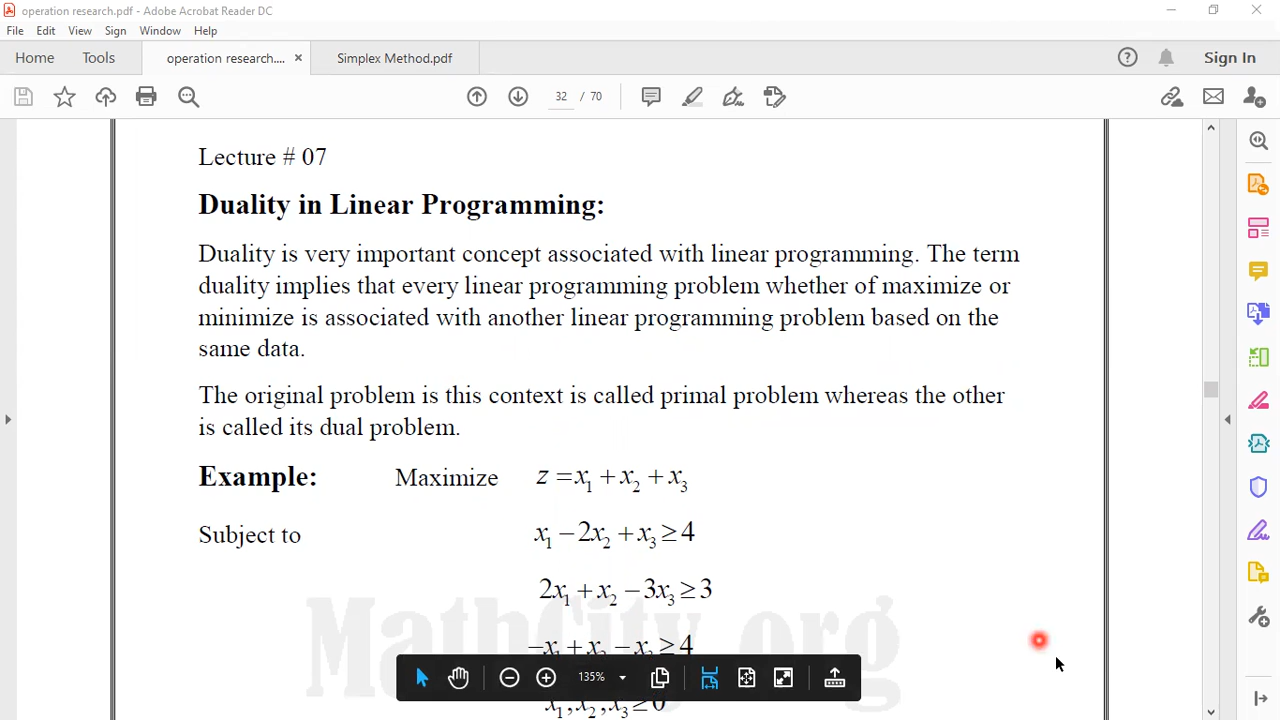 operation research.pdf - Adobe Acrobat Reader DC
File Edit View Sign Window Help
Home Tools operation research.... × Simplex Method.pdf Sign In
32 / 70
Lecture # 07
Duality in Linear Programming:
Duality is very important concept associated with linear programming. The term
duality implies that every linear programming problem whether of maximize or
minimize is associated with another linear programming problem based on the
same data.
The original problem is this context is called primal problem whereas the other
is called its dual problem.
Example: Maximize z = x₁ + x₂ + x₃
Subject to x₁ − 2x₂ + x₃ ≥ 4
2x₁ + x₂ − 3x₃ ≥ 3
−x₁ + x₂ − x₃ ≥ 4
x₁, x₂, x₃ ≥ 0
MathCity.org
135%